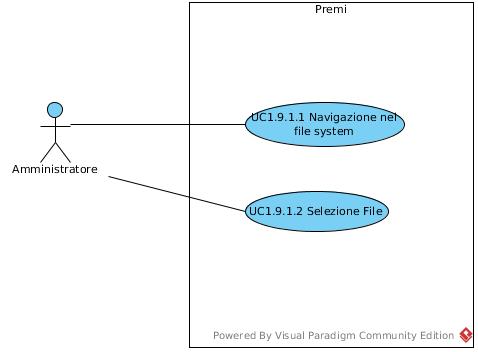 Premi
UC1.9.1.1 Navigazione nel
file system
Amministratore
UC1.9.1.2 Selezione File
Powered By Visual Paradigm Community Edition